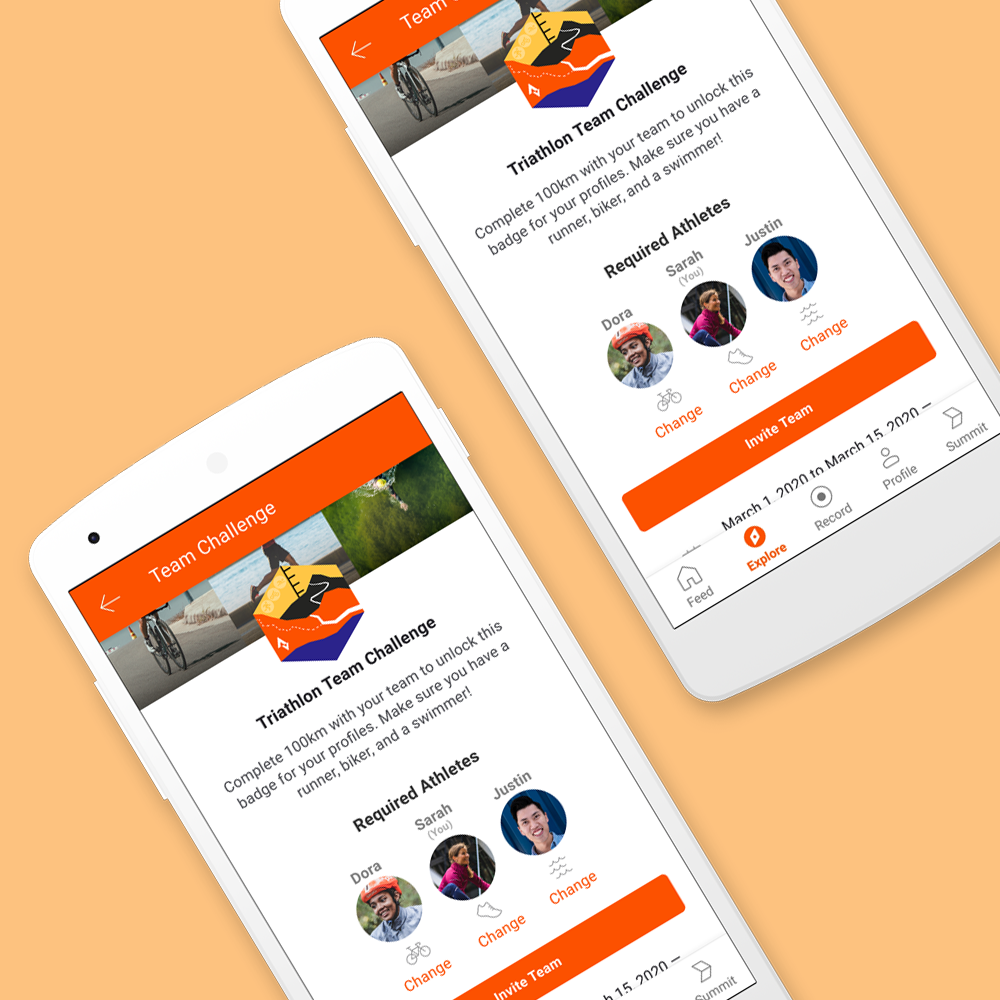 Team
Triathlon Team Challenge
Complete 100km with your team to unlock this
badge for your profiles. Make sure you have a
runner, biker, and a swimmer!
Required Athletes
Dora
Sarah
(You)
Justin
Change
Change
Change
Invite Team
March 1, 2020 to March 15, 2020 —
Feed
Explore
Record
Profile
Summit
Team Challenge
Triathlon Team Challenge
Complete 100km with your team to unlock this
badge for your profiles. Make sure you have a
runner, biker, and a swimmer!
Required Athletes
Dora
Sarah
(You)
Justin
Change
Change
Change
Invite Team
h 15, 2020 —
Summit